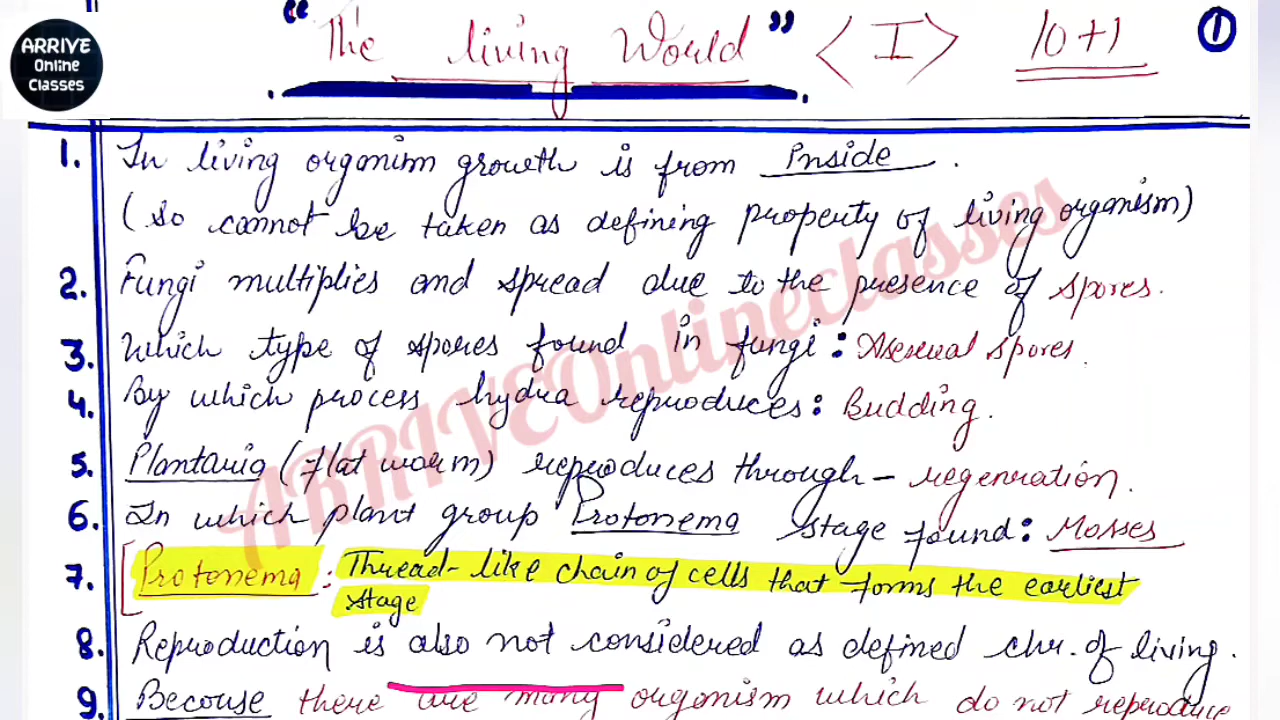 ARRIVE
Online
Classes
"The living World" <I> 10+1 ①
1. In living organism growth is from Inside.
(so cannot be taken as defining property of living organism)
2. Fungi multiplies and spread due to the presence of spores.
3. Which type of spores found in fungi: Asexual spores.
4. By which process hydra reproduces: Budding.
5. Plantaria (flat worm) reproduces through – regenration.
6. In which plant group Protonema stage found: Mosses
7. [Protonema: Thread-like chain of cells that forms the earliest
stage
8. Reproduction is also not considered as defined chr. of living.
9. Becouse there are many organism which do not reproduce
ARRIVEOnlineclasses